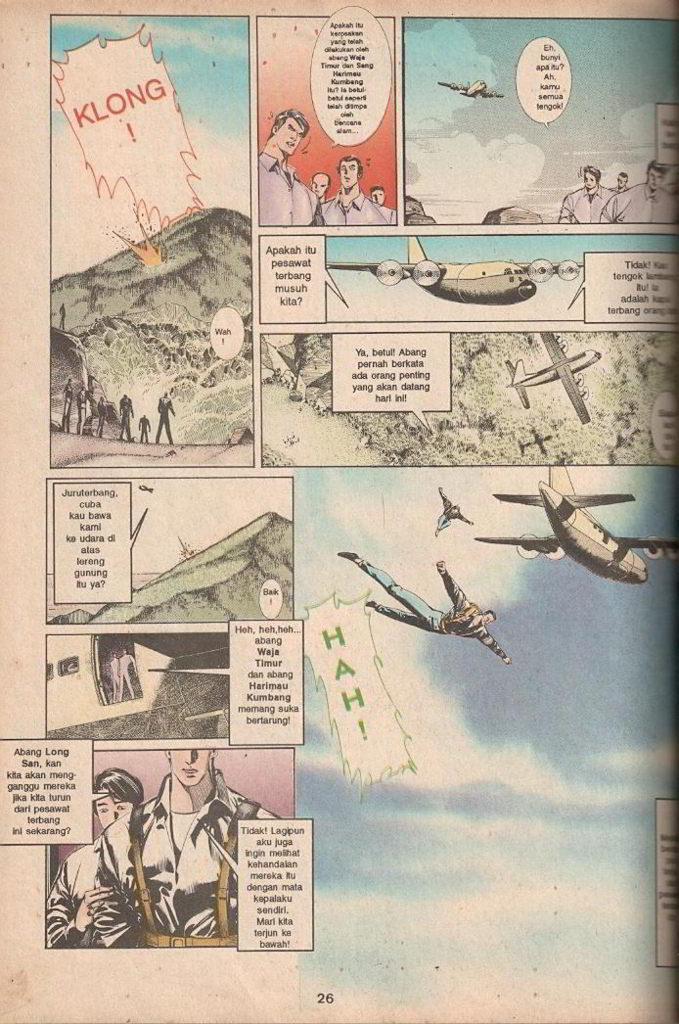 KLONG
!
Apakah itu
kerosakan
yang telah
dilakukan oleh
abang Waja
Timur dan Sang
Harimau
Kumbang
itu? Ia betul-
betul seperti
telah ditimpa
oleh
bencana
alam...
Eh,
bunyi
apa itu?
Ah,
kamu
semua
tengok!
Wah
!
Apakah itu
pesawat
terbang
musuh
kita?
Tidak!
tengok
itu! Ia
adalah
terbang
Ya, betul! Abang
pernah berkata
ada orang penting
yang akan datang
hari ini!
Juruterbang,
cuba
kau bawa
kami
ke udara di
atas
lereng
gunung
itu ya?
Baik
!
Heh, heh,heh...
abang
Waja
Timur
dan abang
Harimau
Kumbang
memang suka
bertarung!
Abang Long
San, kan
kita akan meng-
ganggu mereka
jika kita turun
dari pesawat
terbang
ini sekarang?
Tidak! Lagipun
aku juga
ingin melihat
kehandalan
mereka itu
dengan mata
kepalaku
sendiri.
Mari kita
terjun ke
bawah!
HAH!
26